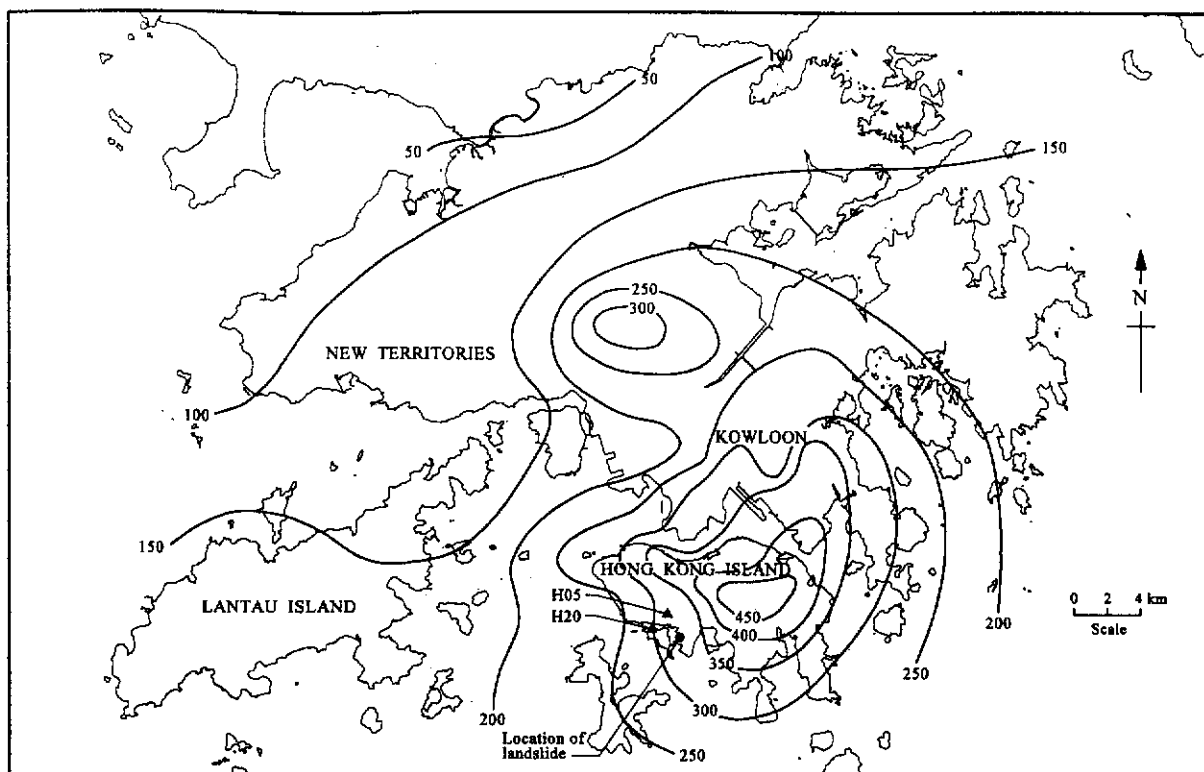 100
50
50
150
250
300
N
NEW TERRITORIES
100
KOWLOON
150
HONG KONG ISLAND
LANTAU ISLAND
H05
H20
450
400
350
0 2 4 km
Scale
200
250
300
200
Location of
landslide
250